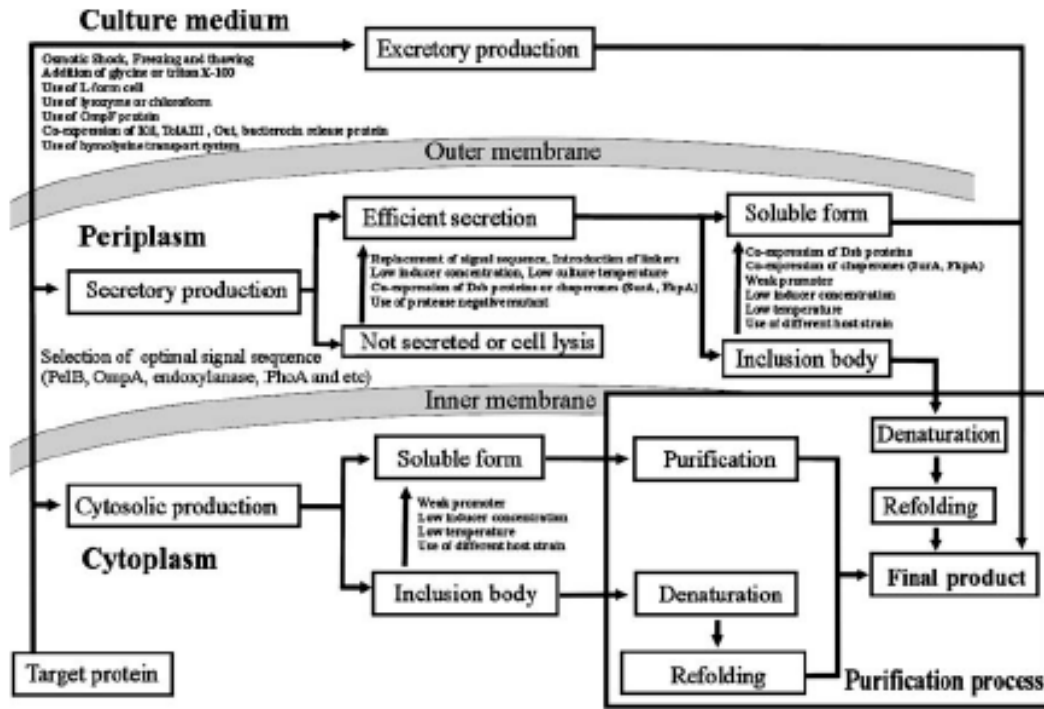 Culture medium
Excretory production
Osmotic Shock, Freezing and thawing
Addition of glycine or triton X-100
Use of L-form cell
Use of lysozyme or chloroform
Use of OmpF protein
Co-expression of Kil, TolAIII , Out, bacterocin release protein
Use of hymolysine transport system
Outer membrane
Periplasm
Efficient secretion
Soluble form
Replacement of signal sequence, Introduction of linkers
Low inducer concentration, Low culture temperature
Co-expression of Dsb proteins or chaperones (SurA, FkpA)
Use of protease negative mutant
Co-expression of Dsb proteins
Co-expression of chaperones (SurA, FkpA)
Weak promoter
Low inducer concentration
Low temperature
Use of different host strain
Secretory production
Not secreted or cell lysis
Inclusion body
Selection of optimal signal sequence
(PelB, OmpA, endoxylanase, PhoA and etc)
Inner membrane
Denaturation
Soluble form
Purification
Refolding
Cytosolic production
Weak promoter
Low inducer concentration
Low temperature
Use of different host strain
Cytoplasm
Inclusion body
Denaturation
Final product
Target protein
Refolding
Purification process